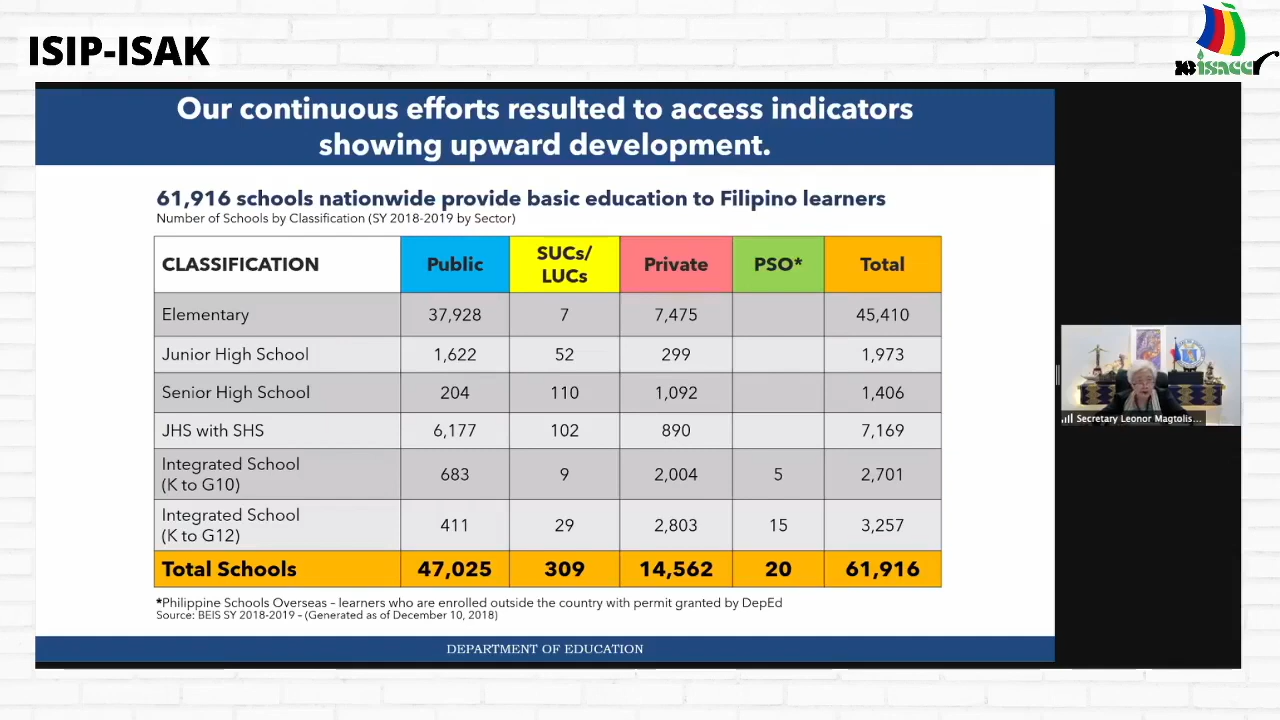 ISIP-ISAK
isaccr
Our continuous efforts resulted to access indicators
showing upward development.
61,916 schools nationwide provide basic education to Filipino learners
Number of Schools by Classification (SY 2018-2019 by Sector)
CLASSIFICATION Public SUCs/ LUCs Private PSO* Total
Elementary 37,928 7 7,475 45,410
Junior High School 1,622 52 299 1,973
Senior High School 204 110 1,092 1,406
JHS with SHS 6,177 102 890 7,169
Integrated School (K to G10) 683 9 2,004 5 2,701
Integrated School (K to G12) 411 29 2,803 15 3,257
Total Schools 47,025 309 14,562 20 61,916
*Philippine Schools Overseas – learners who are enrolled outside the country with permit granted by DepEd
Source: BEIS SY 2018-2019 – (Generated as of December 10, 2018)
DEPARTMENT OF EDUCATION
Secretary Leonor Magtolis...